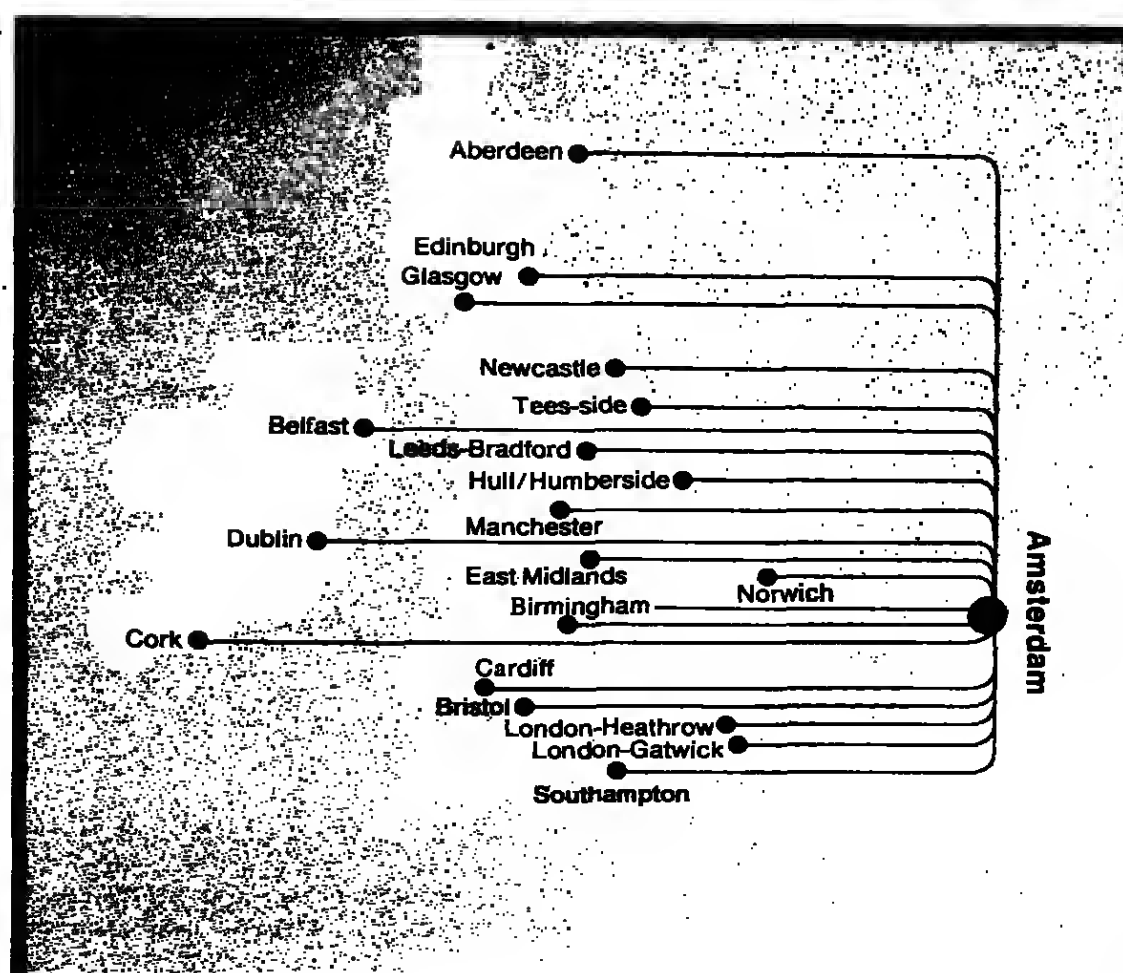 Aberdeen
Edinburgh
Glasgow
Newcastle
Tees-side
Belfast
Leeds-Bradford
Hull/Humberside
Manchester
Dublin
East Midlands
Norwich
Birmingham
Cork
Cardiff
Bristol
London-Heathrow
London-Gatwick
Southampton
Amsterdam